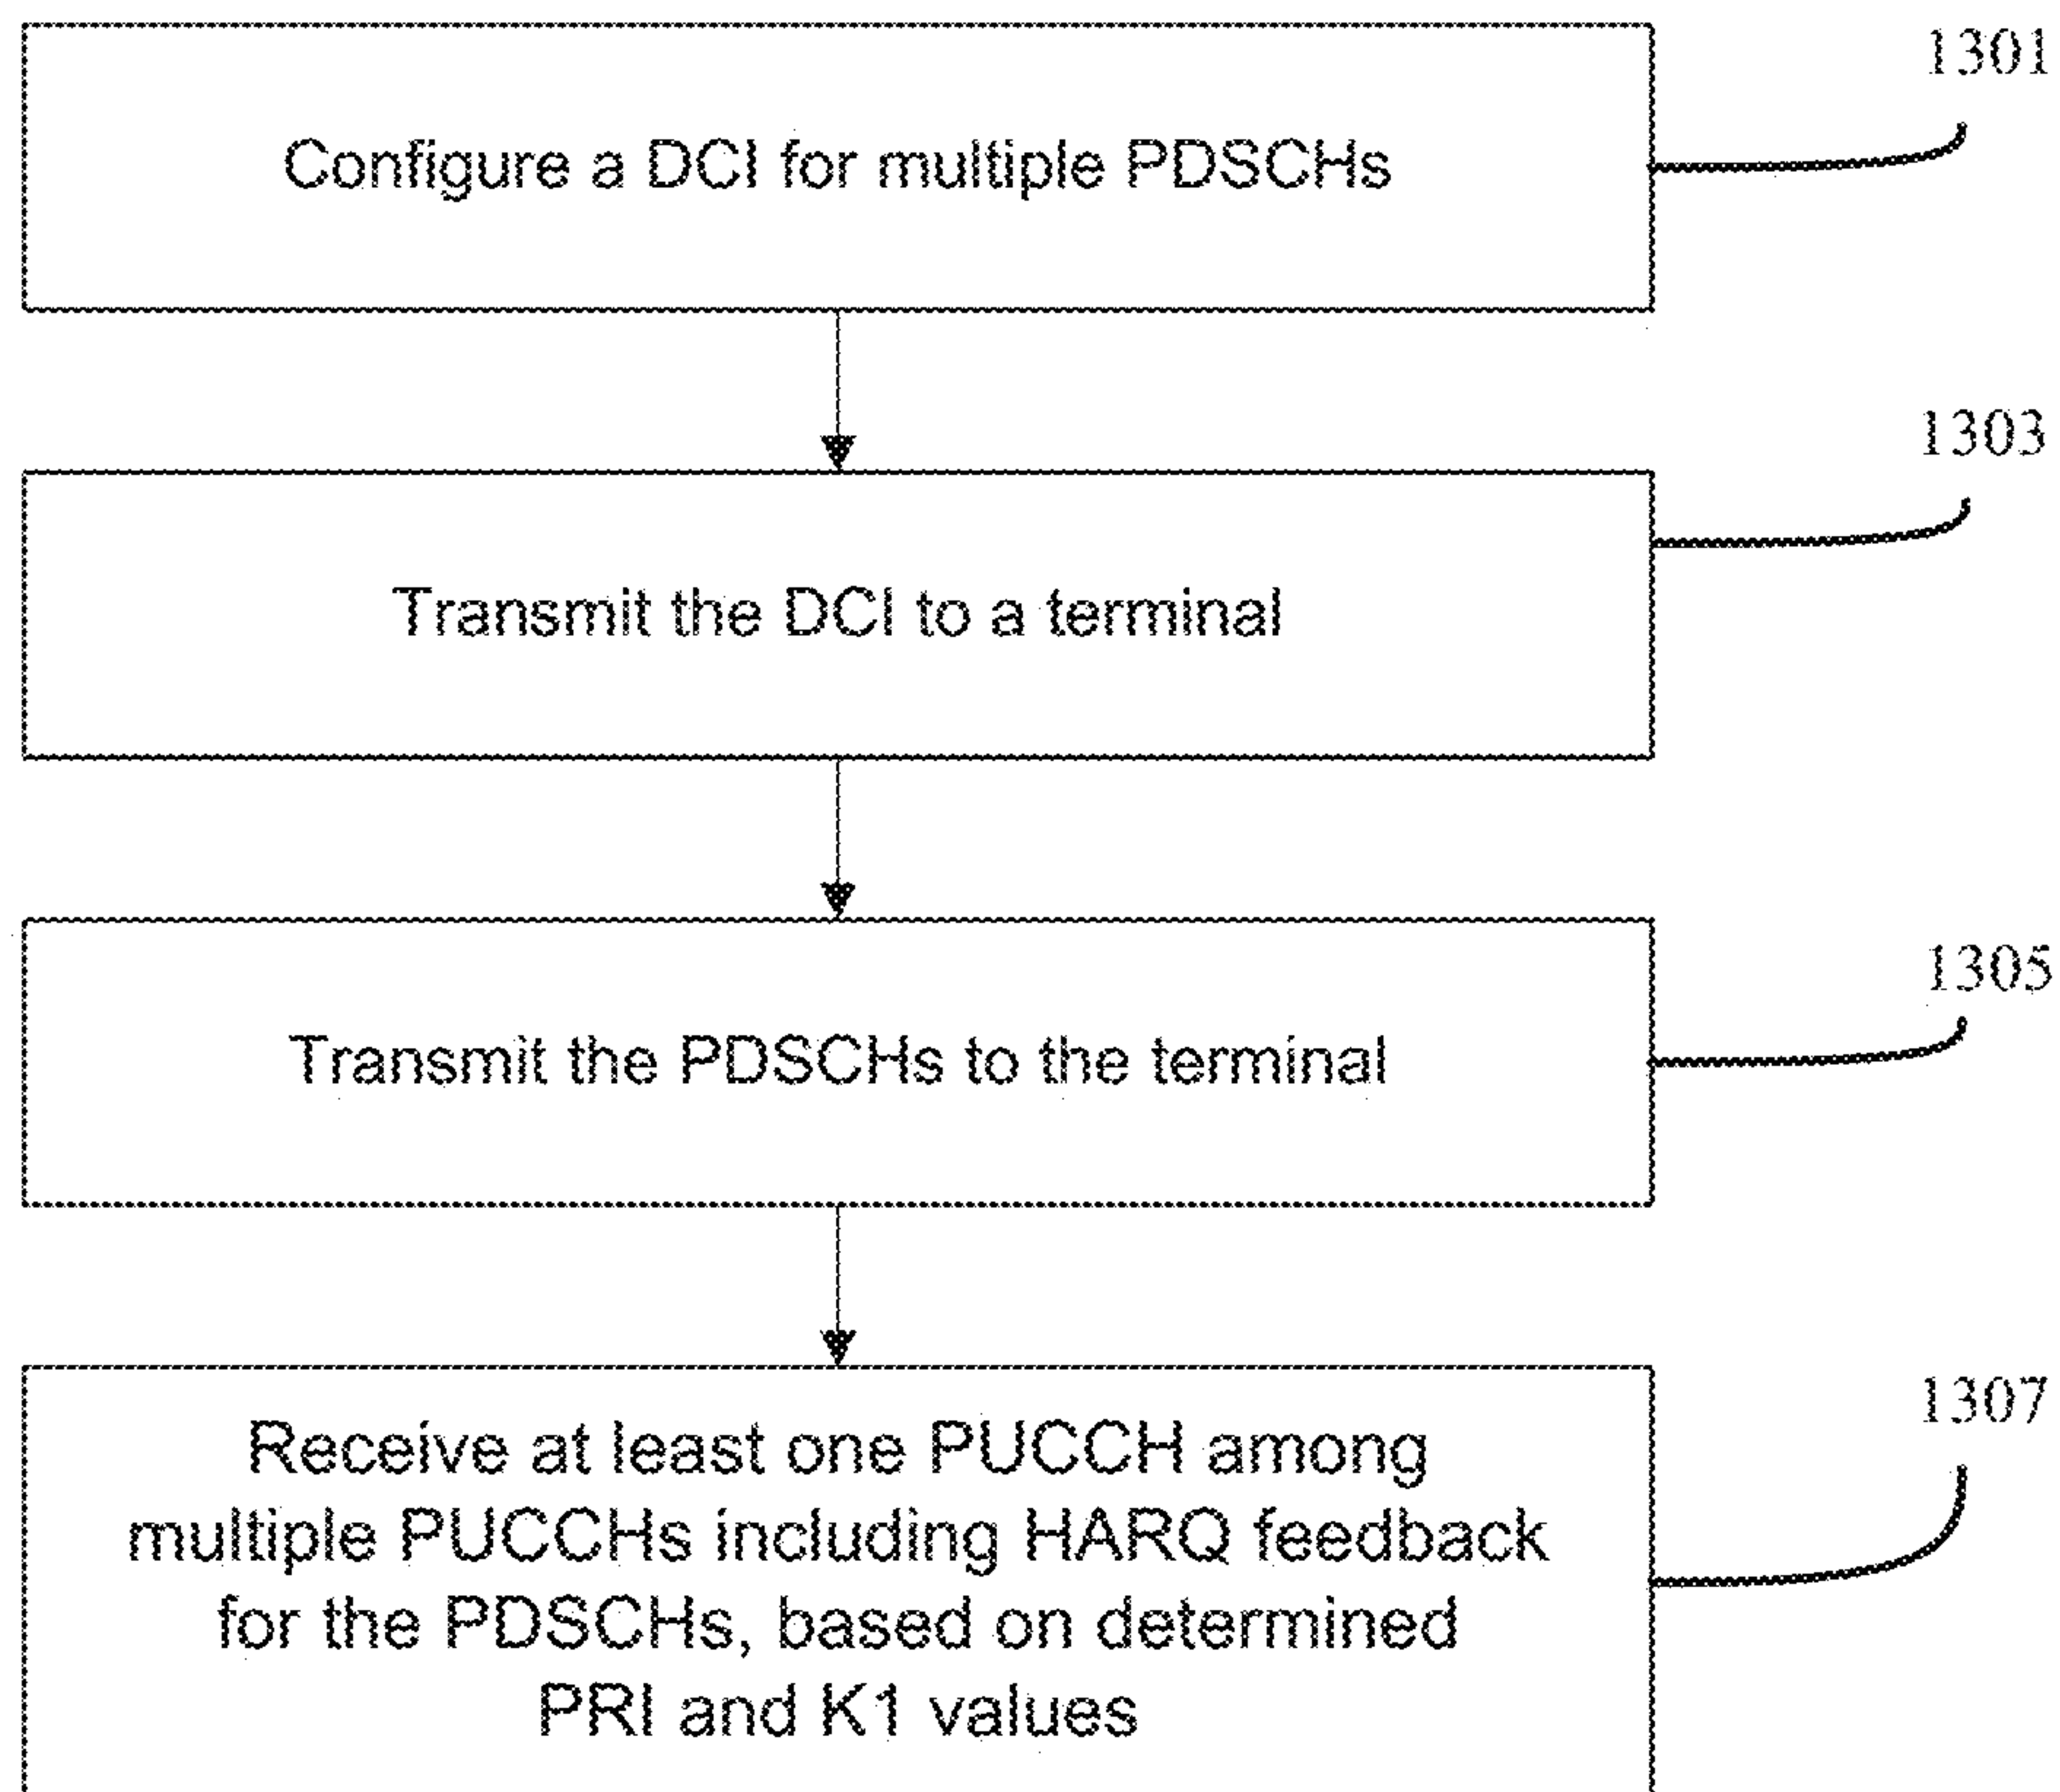 1301
Configure a DCI for multiple PDSCHs
1303
Transmit the DCI to a terminal
1305
Transmit the PDSCHs to the terminal
1307
Receive at least one PUCCH among
multiple PUCCHs including HARQ feedback
for the PDSCHs, based on determined
PRI and K1 values